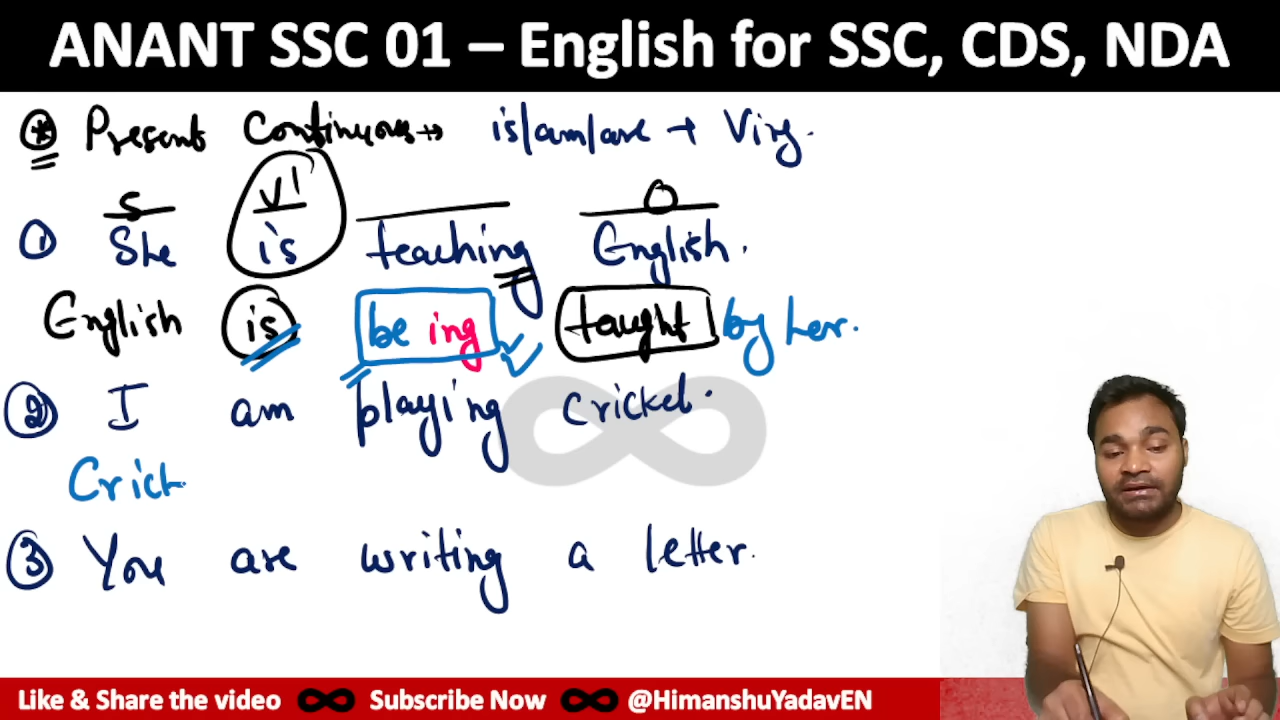 ANANT SSC 01 – English for SSC, CDS, NDA
* Present Continuous → is/am/are + Ving.
S V1 O
① She is teaching English.
English is being taught by her.
② I am playing cricket.
Crick
③ You are writing a letter.
Like & Share the video Subscribe Now @HimanshuYadavEN